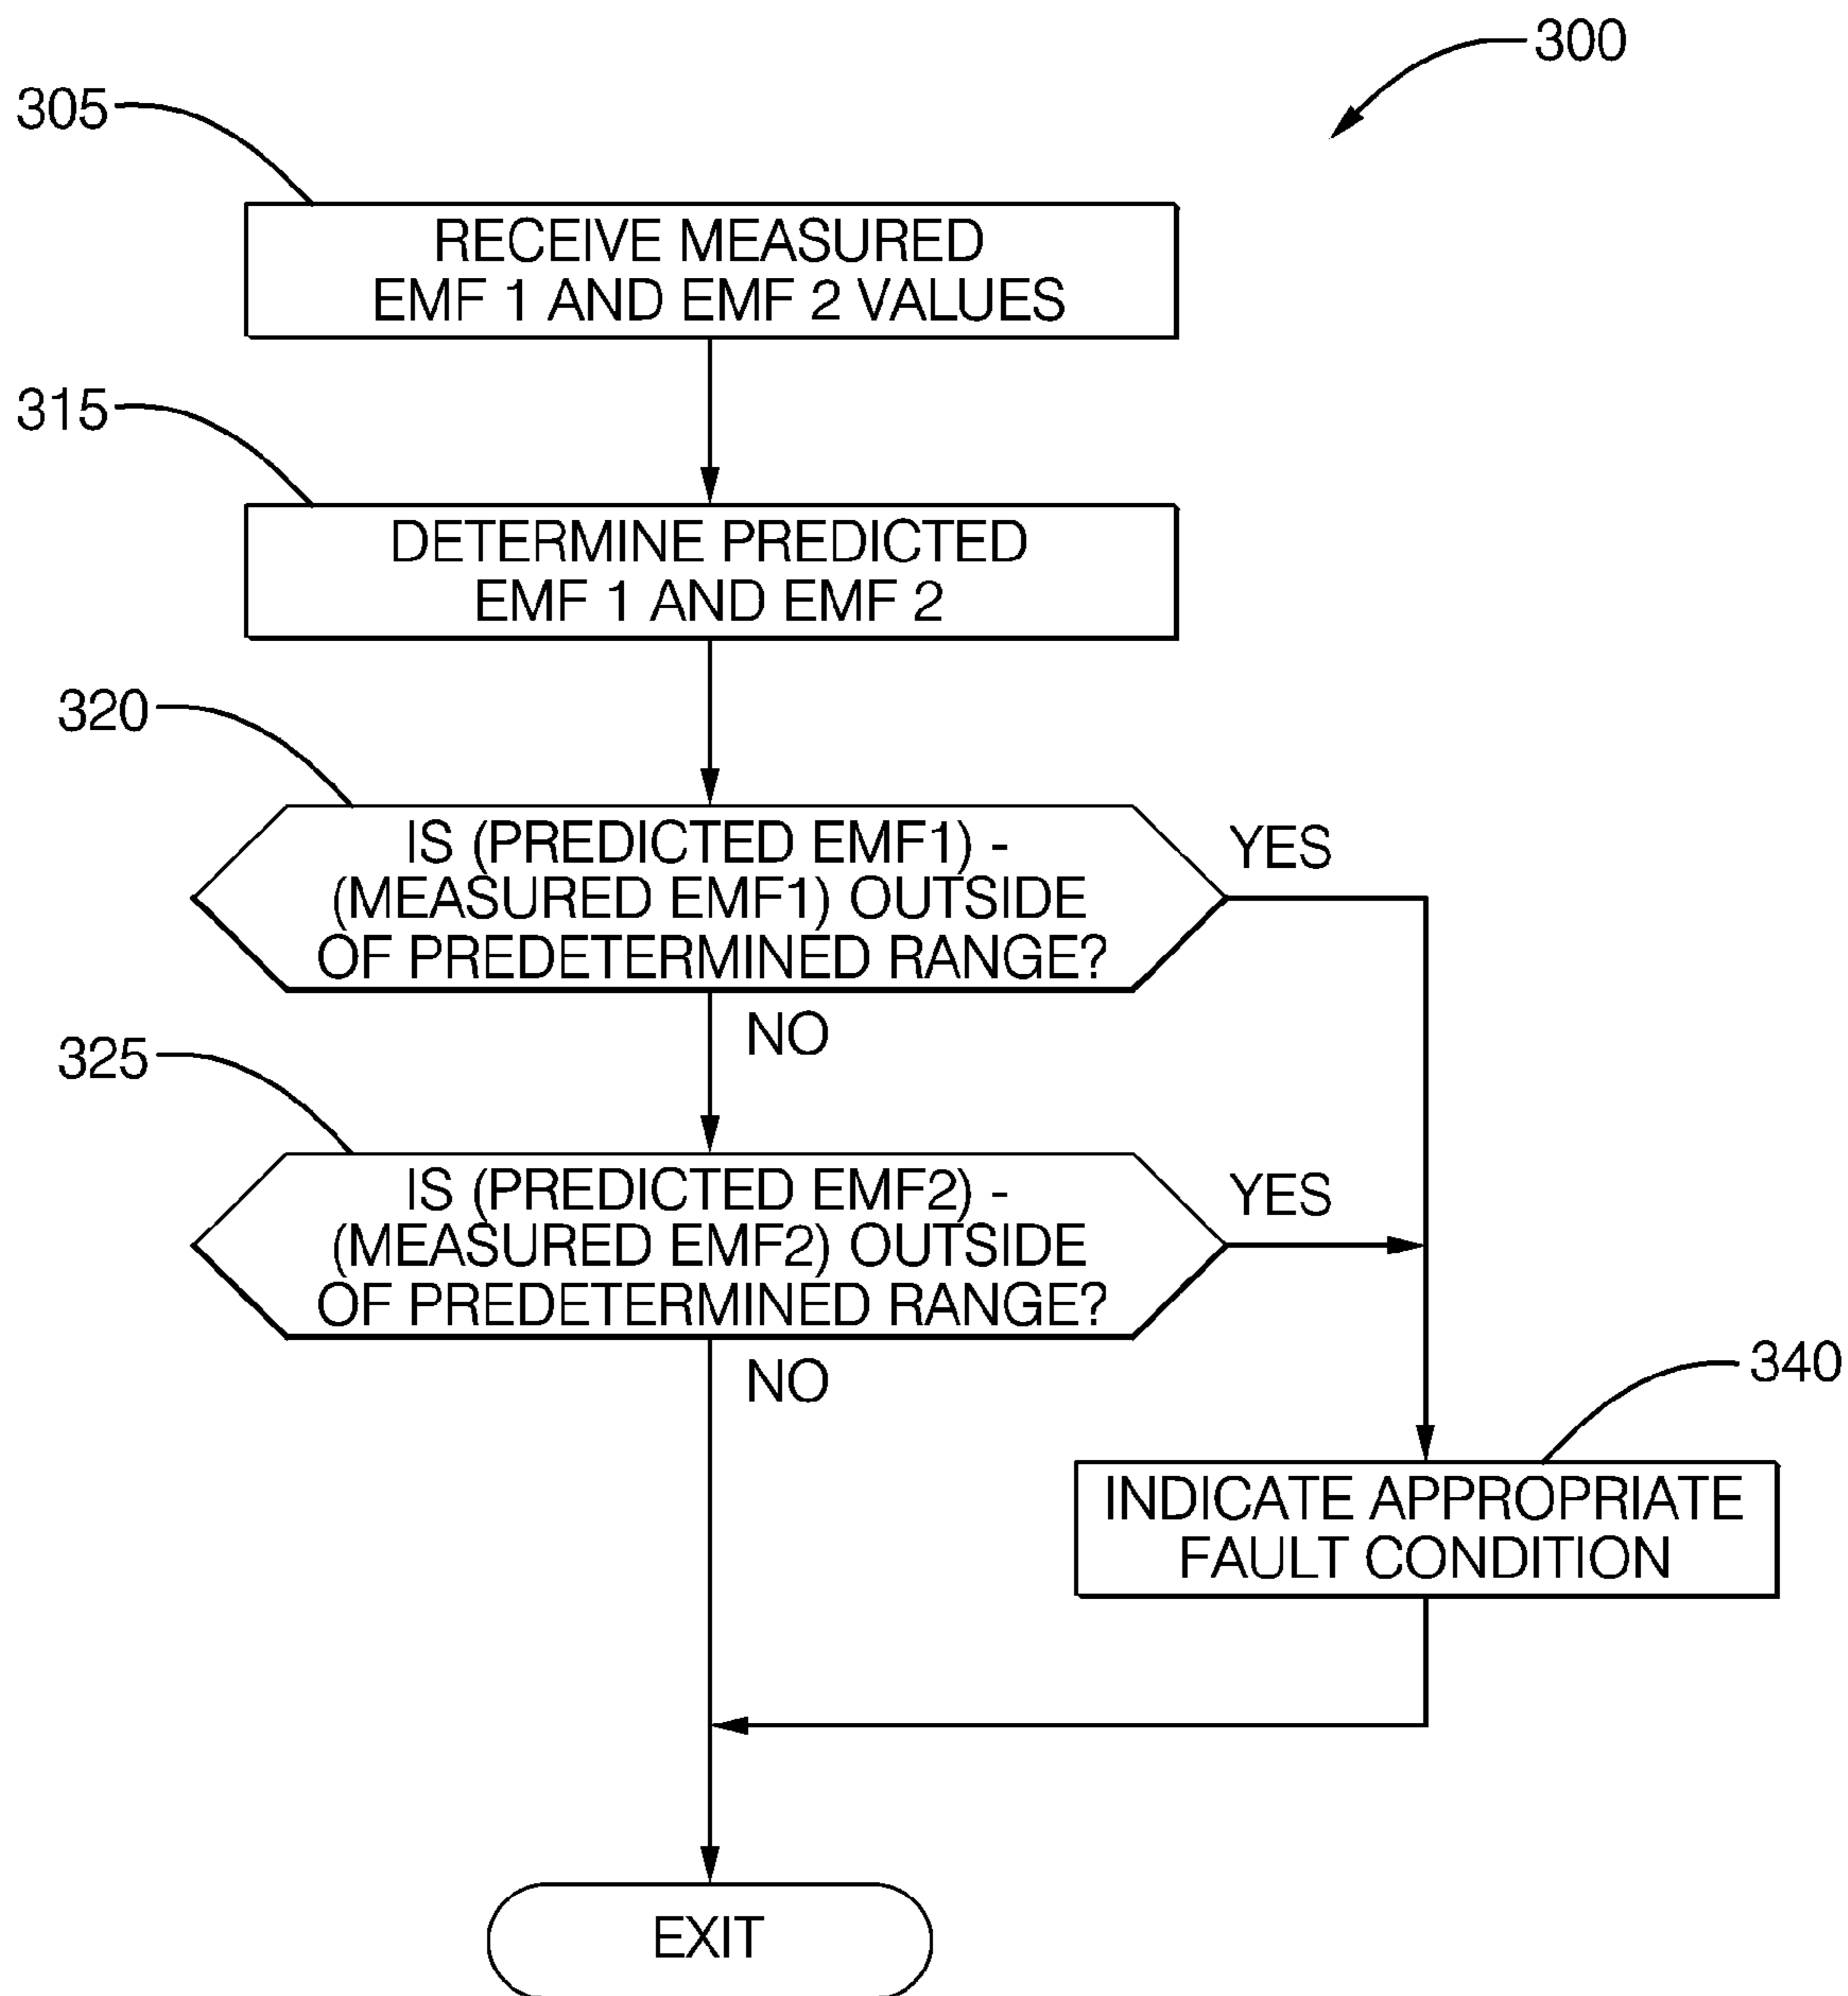 300
305
RECEIVE MEASURED
EMF 1 AND EMF 2 VALUES
315
DETERMINE PREDICTED
EMF 1 AND EMF 2
320
IS (PREDICTED EMF1) -
(MEASURED EMF1) OUTSIDE
OF PREDETERMINED RANGE?
YES
NO
325
IS (PREDICTED EMF2) -
(MEASURED EMF2) OUTSIDE
OF PREDETERMINED RANGE?
YES
NO
340
INDICATE APPROPRIATE
FAULT CONDITION
EXIT